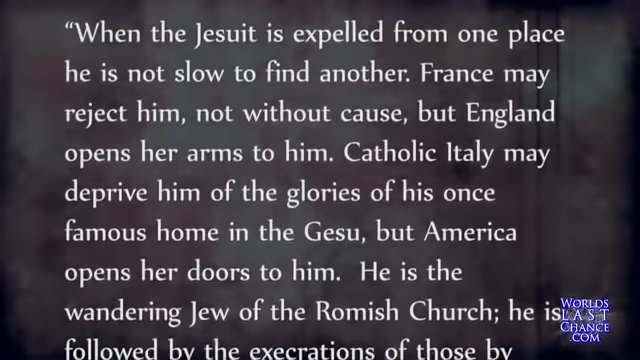 “When the Jesuit is expelled from one place
he is not slow to find another. France may
reject him, not without cause, but England
opens her arms to him. Catholic Italy may
deprive him of the glories of his once
famous home in the Gesu, but America
opens her doors to him.  He is the
wandering Jew of the Romish Church; he is
followed by the execrations of those by
WORLDS
LAST
CHANCE
.COM